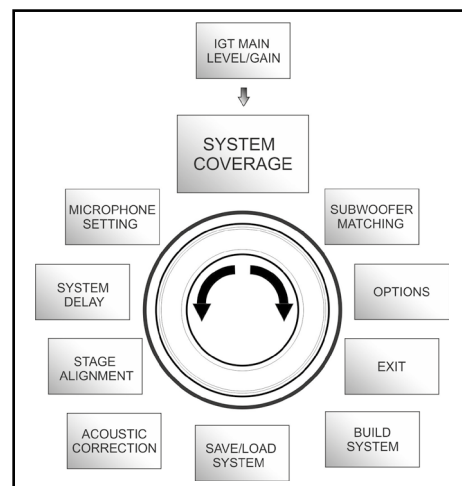 IGT MAIN
LEVEL/GAIN
SYSTEM
COVERAGE
MICROPHONE
SETTING
SUBWOOFER
MATCHING
SYSTEM
DELAY
OPTIONS
STAGE
ALIGNMENT
EXIT
ACOUSTIC
CORRECTION
SAVE/LOAD
SYSTEM
BUILD
SYSTEM